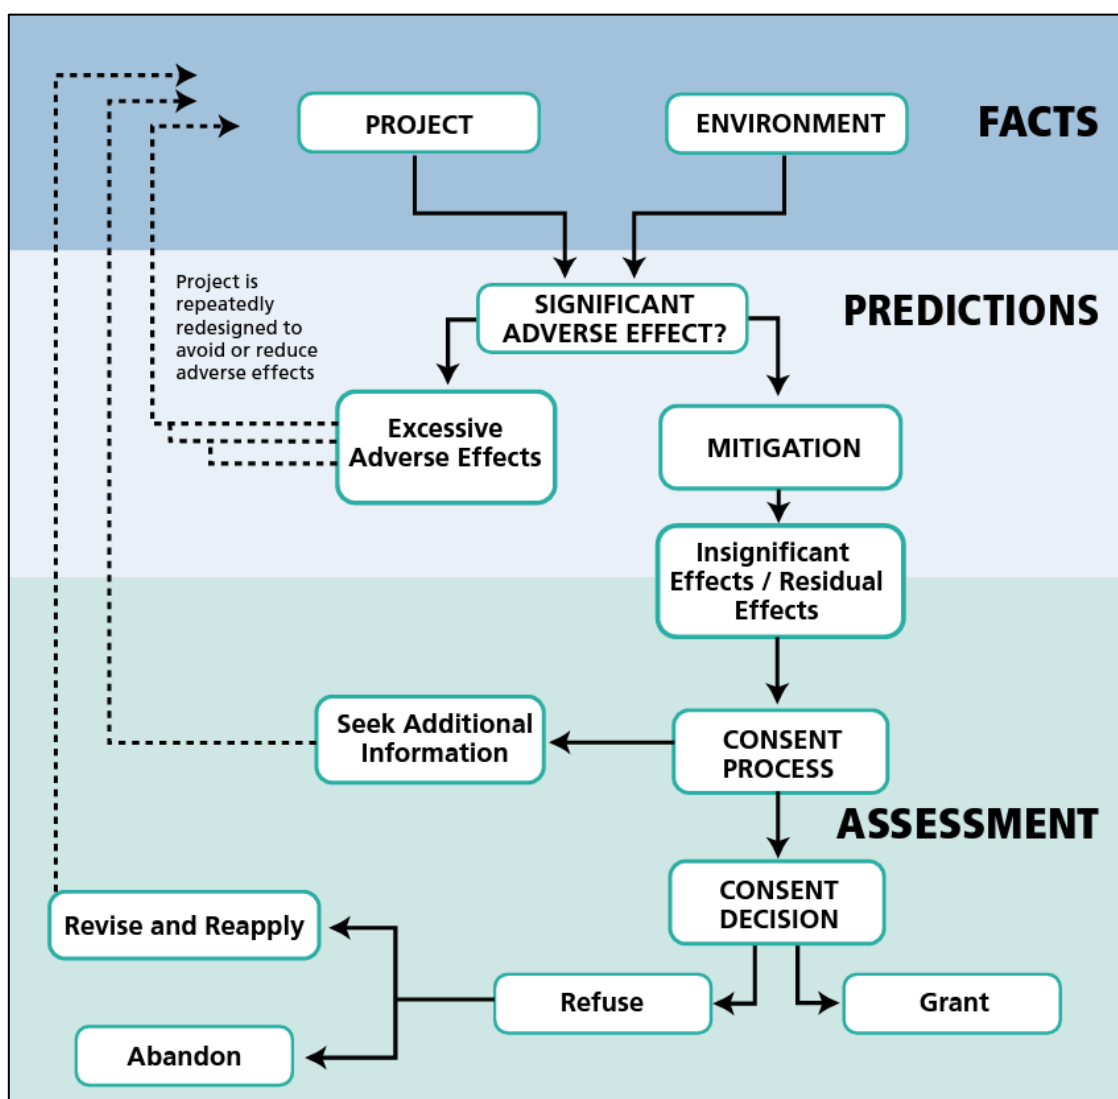 PROJECT
ENVIRONMENT
FACTS
Project is
repeatedly
redesigned to
avoid or reduce
adverse effects
SIGNIFICANT
ADVERSE EFFECT?
PREDICTIONS
Excessive
Adverse Effects
MITIGATION
Insignificant
Effects / Residual
Effects
Seek Additional
Information
CONSENT
PROCESS
ASSESSMENT
CONSENT
DECISION
Revise and Reapply
Refuse
Grant
Abandon